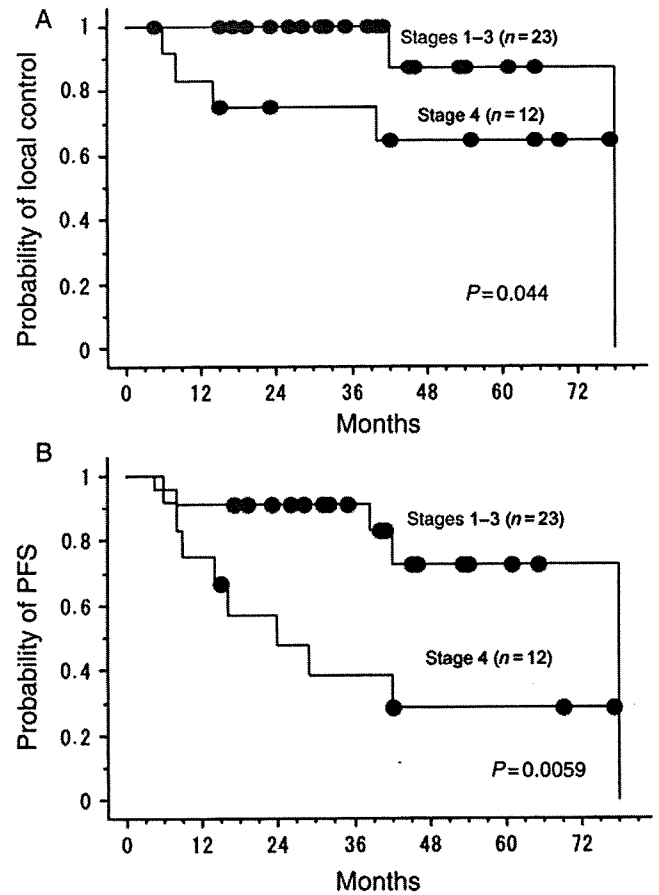 A
Probability of local control
1
0.8
0.6
0.4
0.2
0
Stages 1–3 (n=23)
Stage 4 (n=12)
P=0.044
0 12 24 36 48 60 72
Months
B
Probability of PFS
1
0.8
0.6
0.4
0.2
0
Stages 1–3 (n=23)
Stage 4 (n=12)
P=0.0059
0 12 24 36 48 60 72
Months